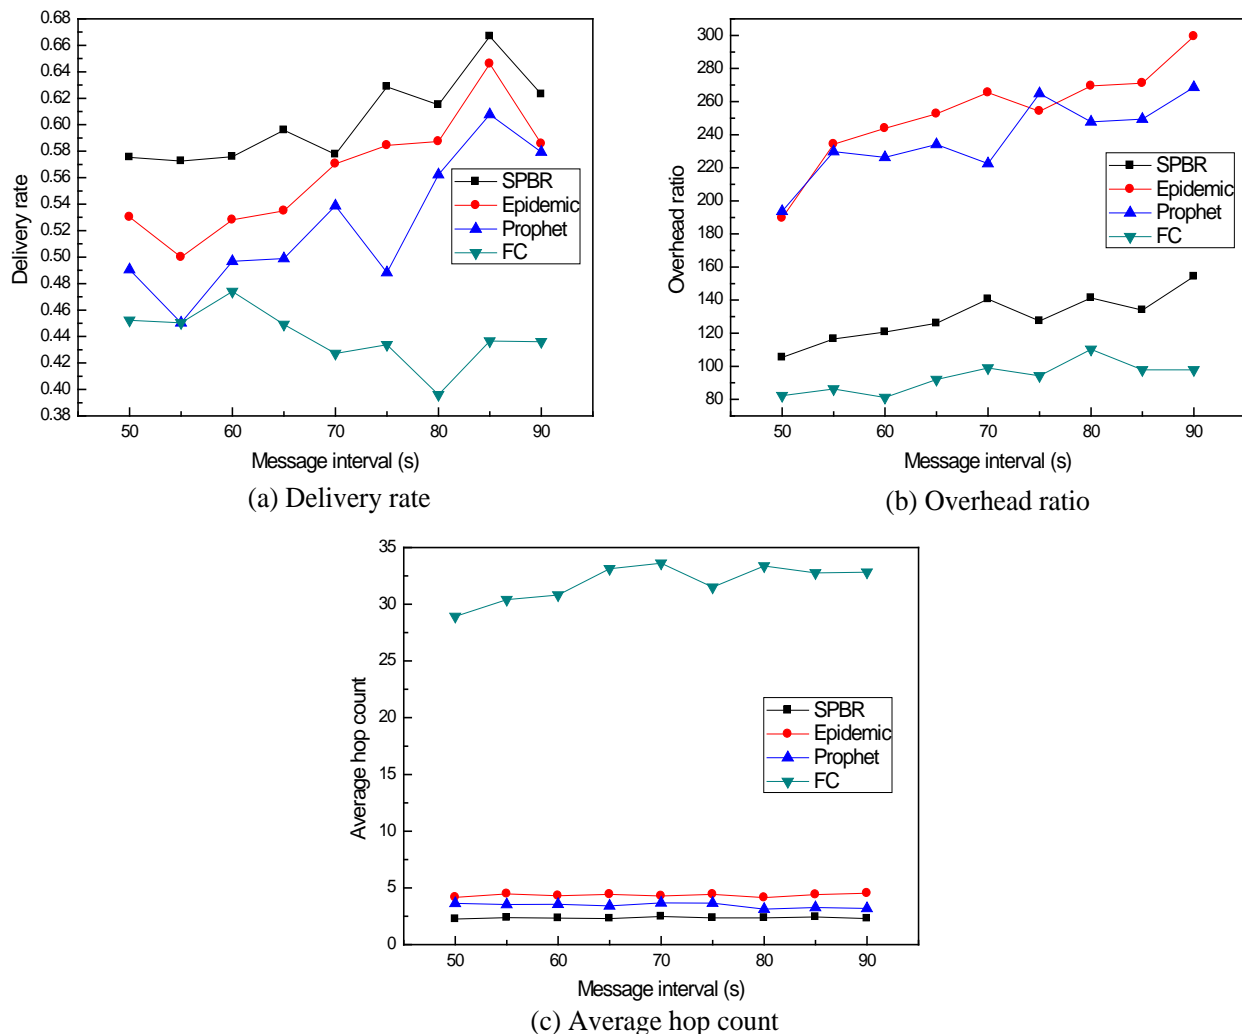 0.68
0.66
0.64
0.62
0.60
0.58
0.56
0.54
0.52
0.50
0.48
0.46
0.44
0.42
0.40
0.38
Delivery rate
SPBR
Epidemic
Prophet
FC
50 60 70 80 90
Message interval (s)
(a) Delivery rate
300
280
260
240
220
200
180
160
140
120
100
80
Overhead ratio
SPBR
Epidemic
Prophet
FC
50 60 70 80 90
Message interval (s)
(b) Overhead ratio
35
30
25
20
15
10
5
0
Average hop count
SPBR
Epidemic
Prophet
FC
50 60 70 80 90
Message interval (s)
(c) Average hop count